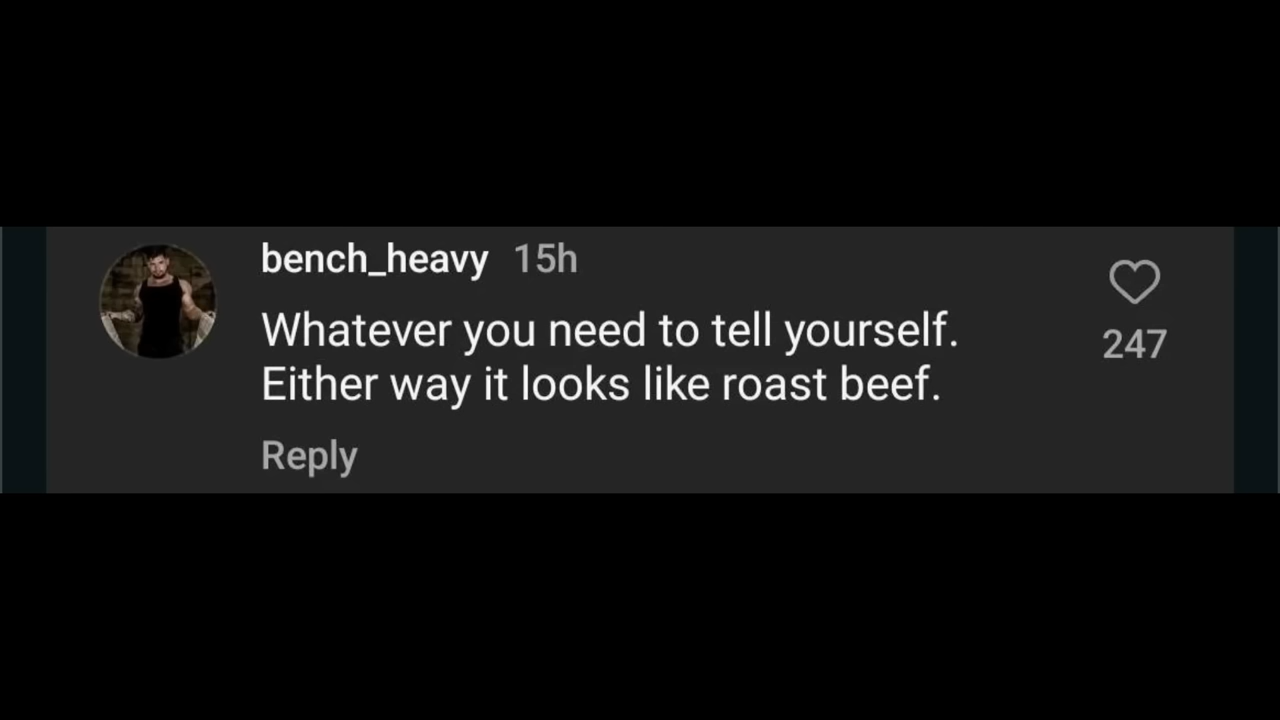 bench_heavy 15h
Whatever you need to tell yourself.
Either way it looks like roast beef.
247
Reply